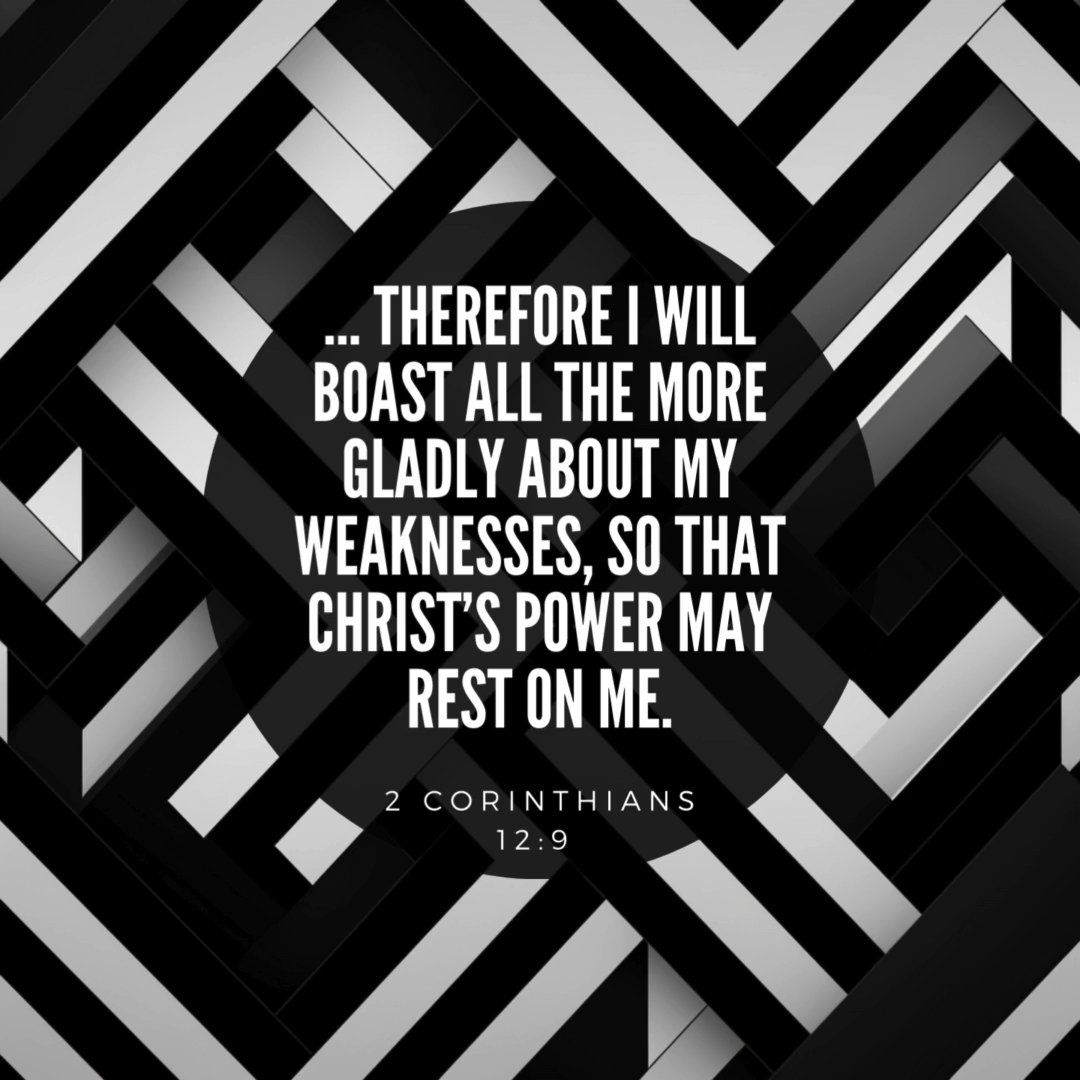 ... THEREFORE I WILL
BOAST ALL THE MORE
GLADLY ABOUT MY
WEAKNESSES, SO THAT
CHRIST’S POWER MAY
REST ON ME.
2 CORINTHIANS
12:9